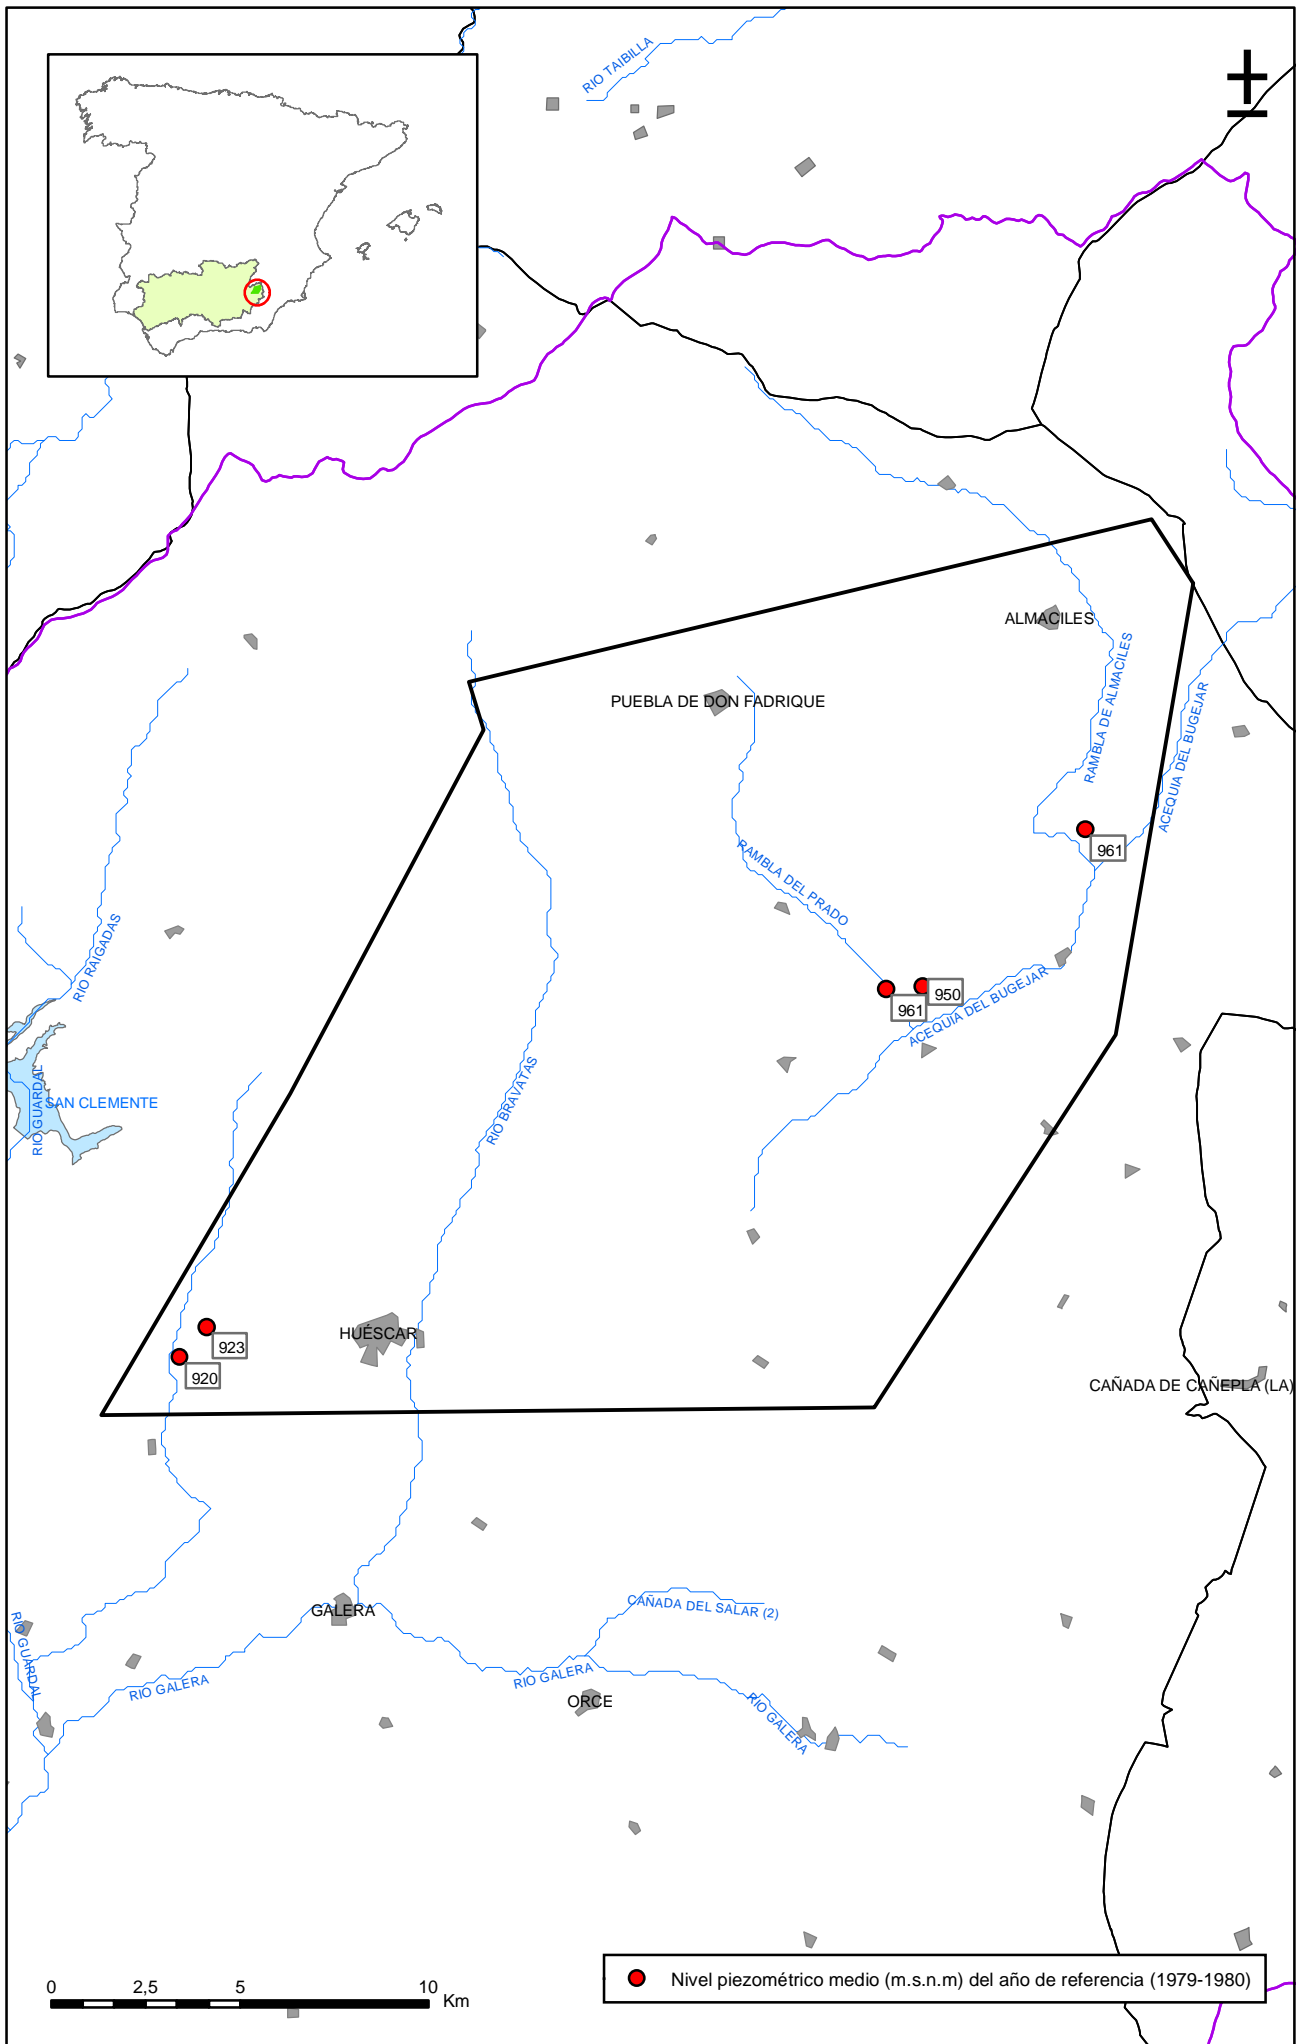 RIO TAIBILLA
ALMACILES
PUEBLA DE DON FADRIQUE
RAMBLA DE ALMACILES
ACEQUIA DEL BUGEJAR
961
RAMBLA DEL PRADO
RIO RAIGADAS
950
961
ACEQUIA DEL BUGEJAR
RIO GUARDAL
SAN CLEMENTE
RIO BRAVATAS
HUÉSCAR
923
920
CAÑADA DE CAÑEPLA (LA)
GALERA
CAÑADA DEL SALAR (2)
RIO GUARDAL
RIO GALERA
RIO GALERA
ORCE
RIO GALERA
0 2,5 5 10 Km
Nivel piezométrico medio (m.s.n.m) del año de referencia (1979-1980)